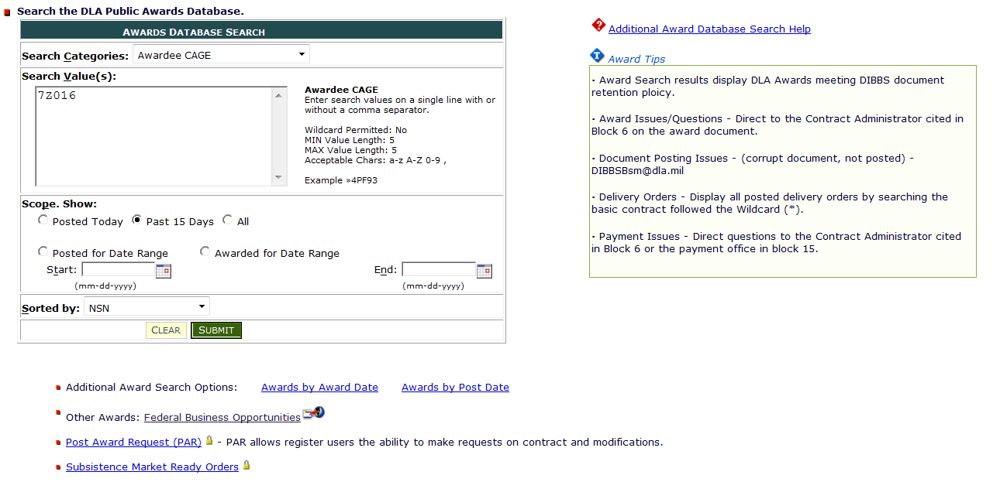 Search the DLA Public Awards Database.
AWARDS DATABASE SEARCH
Search Categories: Awardee CAGE
Search Value(s):
7Z016
Awardee CAGE
Enter search values on a single line with or
without a comma separator.
Wildcard Permitted: No
MIN Value Length: 5
MAX Value Length: 5
Acceptable Chars: a-z A-Z 0-9 ,
Example »4PF93
Scope. Show:
Posted Today Past 15 Days All
Posted for Date Range Awarded for Date Range
Start: End:
(mm-dd-yyyy) (mm-dd-yyyy)
Sorted by: NSN
CLEAR SUBMIT
? Additional Award Database Search Help
T Award Tips
· Award Search results display DLA Awards meeting DIBBS document
retention ploicy.
· Award Issues/Questions - Direct to the Contract Administrator cited in
Block 6 on the award document.
· Document Posting Issues - (corrupt document, not posted) -
DIBBSBsm@dla.mil
· Delivery Orders - Display all posted delivery orders by searching the
basic contract followed the Wildcard (*).
· Payment Issues - Direct questions to the Contract Administrator cited
in Block 6 or the payment office in block 15.
Additional Award Search Options: Awards by Award Date Awards by Post Date
Other Awards: Federal Business Opportunities
Post Award Request (PAR) - PAR allows register users the ability to make requests on contract and modifications.
Subsistence Market Ready Orders